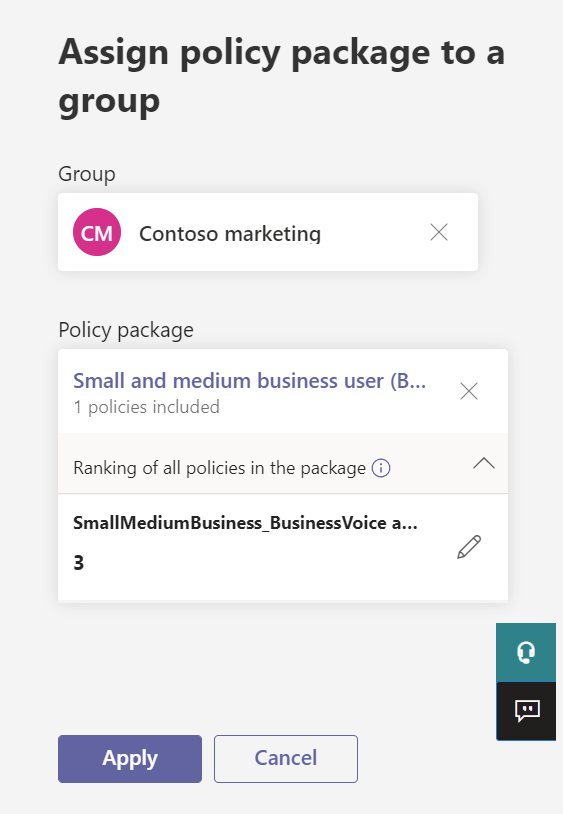 Assign policy package to a
group
Group
CM
Contoso marketing
Policy package
Small and medium business user (B...
1 policies included
Ranking of all policies in the package
SmallMediumBusiness_BusinessVoice a...
3
Apply
Cancel